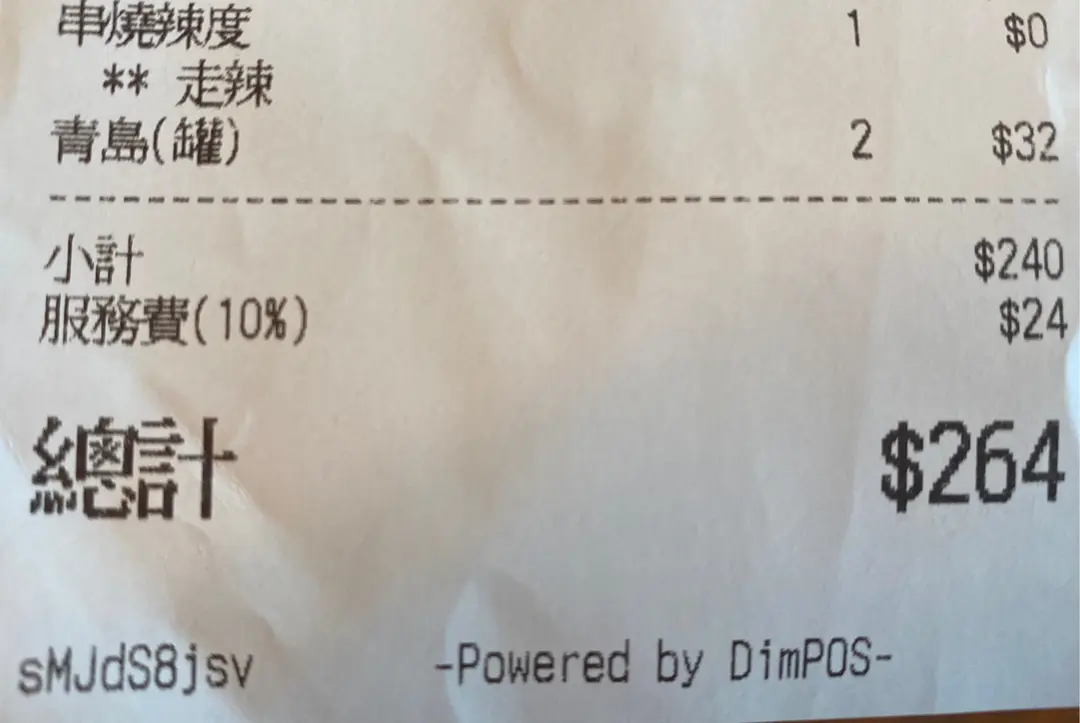 串燒辣度 1 $0
** 走辣
青島(罐) 2 $32
小計 $240
服務費(10%) $24
總計 $264
sMJdS8jsv -Powered by DimPOS-